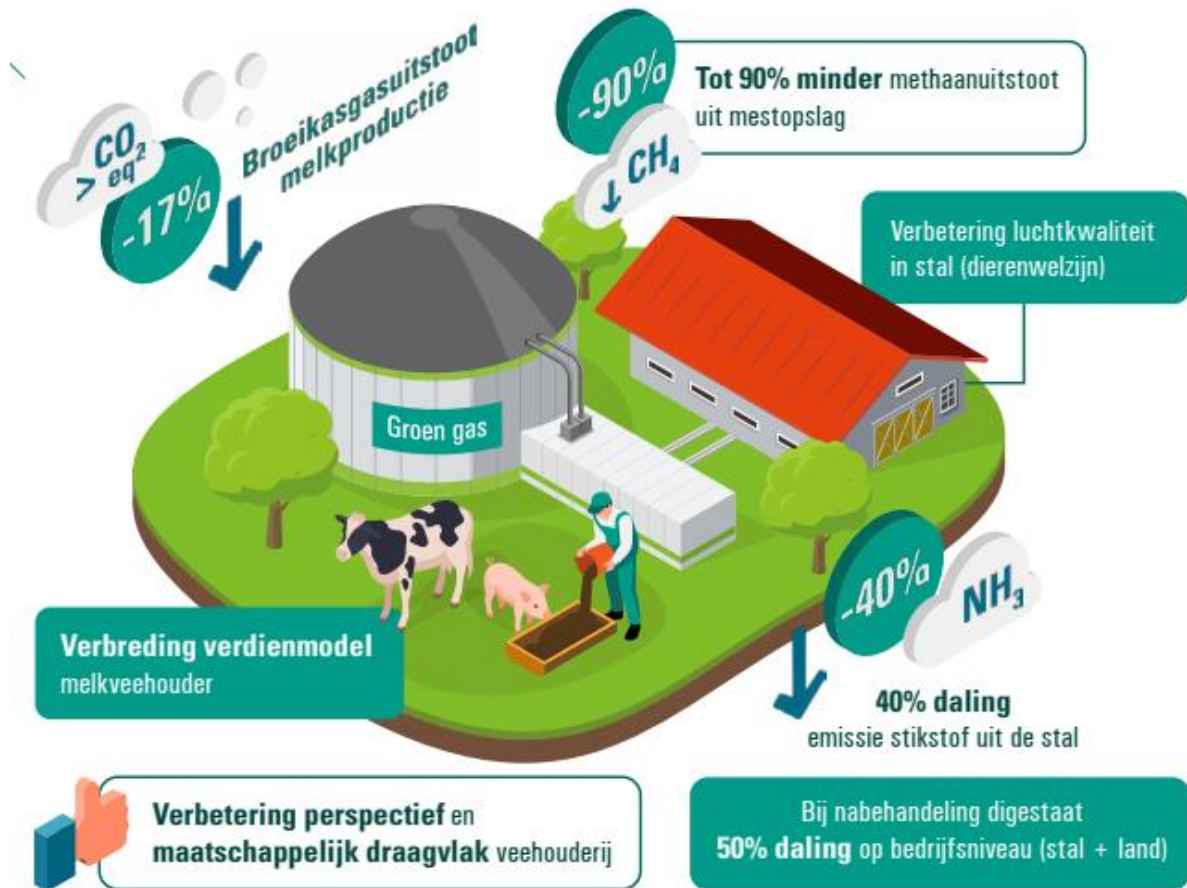 CO
> eq²
-17%
Broeikasgasuitstoot
melkproductie
-90%
CH₄
Tot 90% minder methaanuitstoot
uit mestopslag
Verbetering luchtkwaliteit
in stal (dierenwelzijn)
Groen gas
Verbreding verdienmodel
melkveehouder
-40%
NH₃
40% daling
emissie stikstof uit de stal
Verbetering perspectief en
maatschappelijk draagvlak veehouderij
Bij nabehandeling digestaat
50% daling op bedrijfsniveau (stal + land)